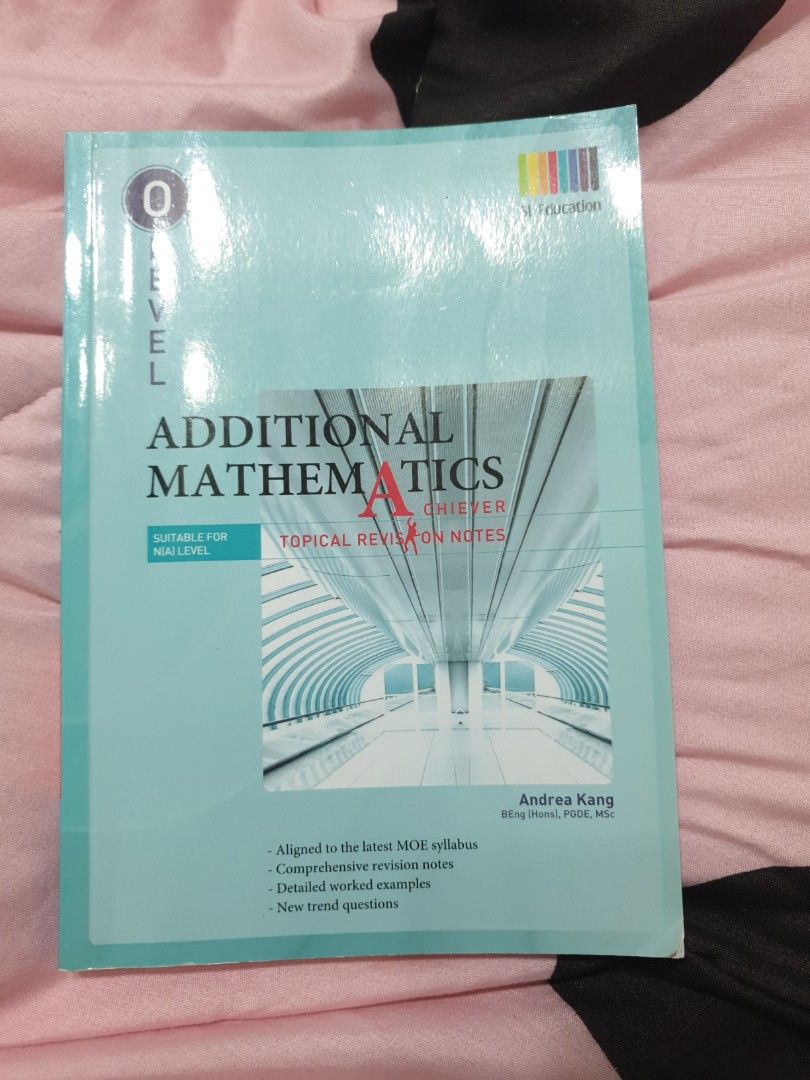 O
LEVEL
Education
ADDITIONAL
MATHEMATICS
ACHIEVER
TOPICAL REVISION NOTES
SUITABLE FOR
N(A) LEVEL
Andrea Kang
BEng (Hons), PGDE, MSc
- Aligned to the latest MOE syllabus
- Comprehensive revision notes
- Detailed worked examples
- New trend questions